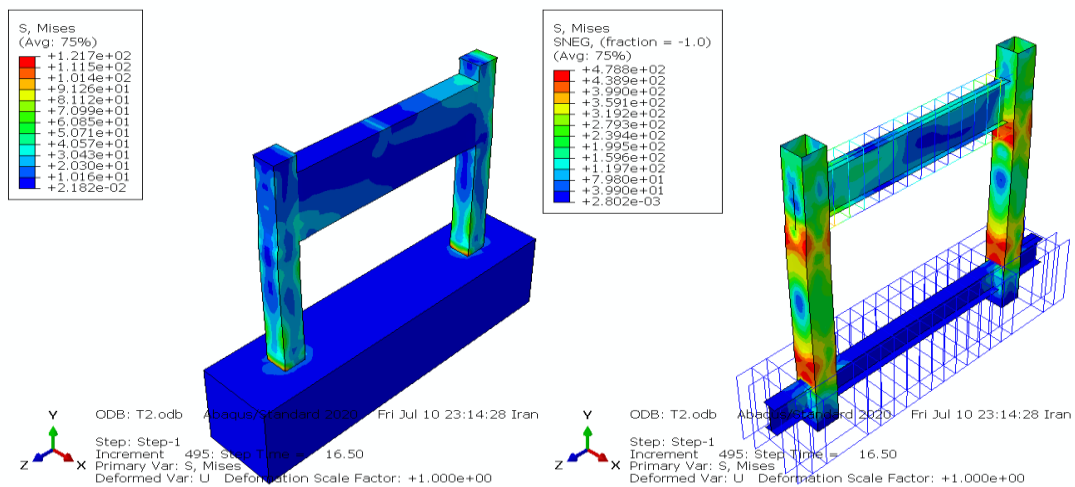 S, Mises
(Avg: 75%)
+1.217e+02
+1.115e+02
+1.014e+02
+9.126e+01
+8.112e+01
+7.099e+01
+6.085e+01
+5.071e+01
+4.057e+01
+3.043e+01
+2.030e+01
+1.016e+01
+2.182e-02
Y
Z
X
ODB: T2.odb Abaqus/Standard 2020 Fri Jul 10 23:14:28 Iran
Step: Step-1
Increment 495: Step Time = 16.50
Primary Var: S, Mises
Deformed Var: U Deformation Scale Factor: +1.000e+00
S, Mises
SNEG, (fraction = -1.0)
(Avg: 75%)
+4.788e+02
+4.389e+02
+3.990e+02
+3.591e+02
+3.192e+02
+2.793e+02
+2.394e+02
+1.995e+02
+1.596e+02
+1.197e+02
+7.980e+01
+3.990e+01
+2.802e-03
Y
Z
X
ODB: T2.odb Abaqus/Standard 2020 Fri Jul 10 23:14:28 Iran
Step: Step-1
Increment 495: Step Time = 16.50
Primary Var: S, Mises
Deformed Var: U Deformation Scale Factor: +1.000e+00